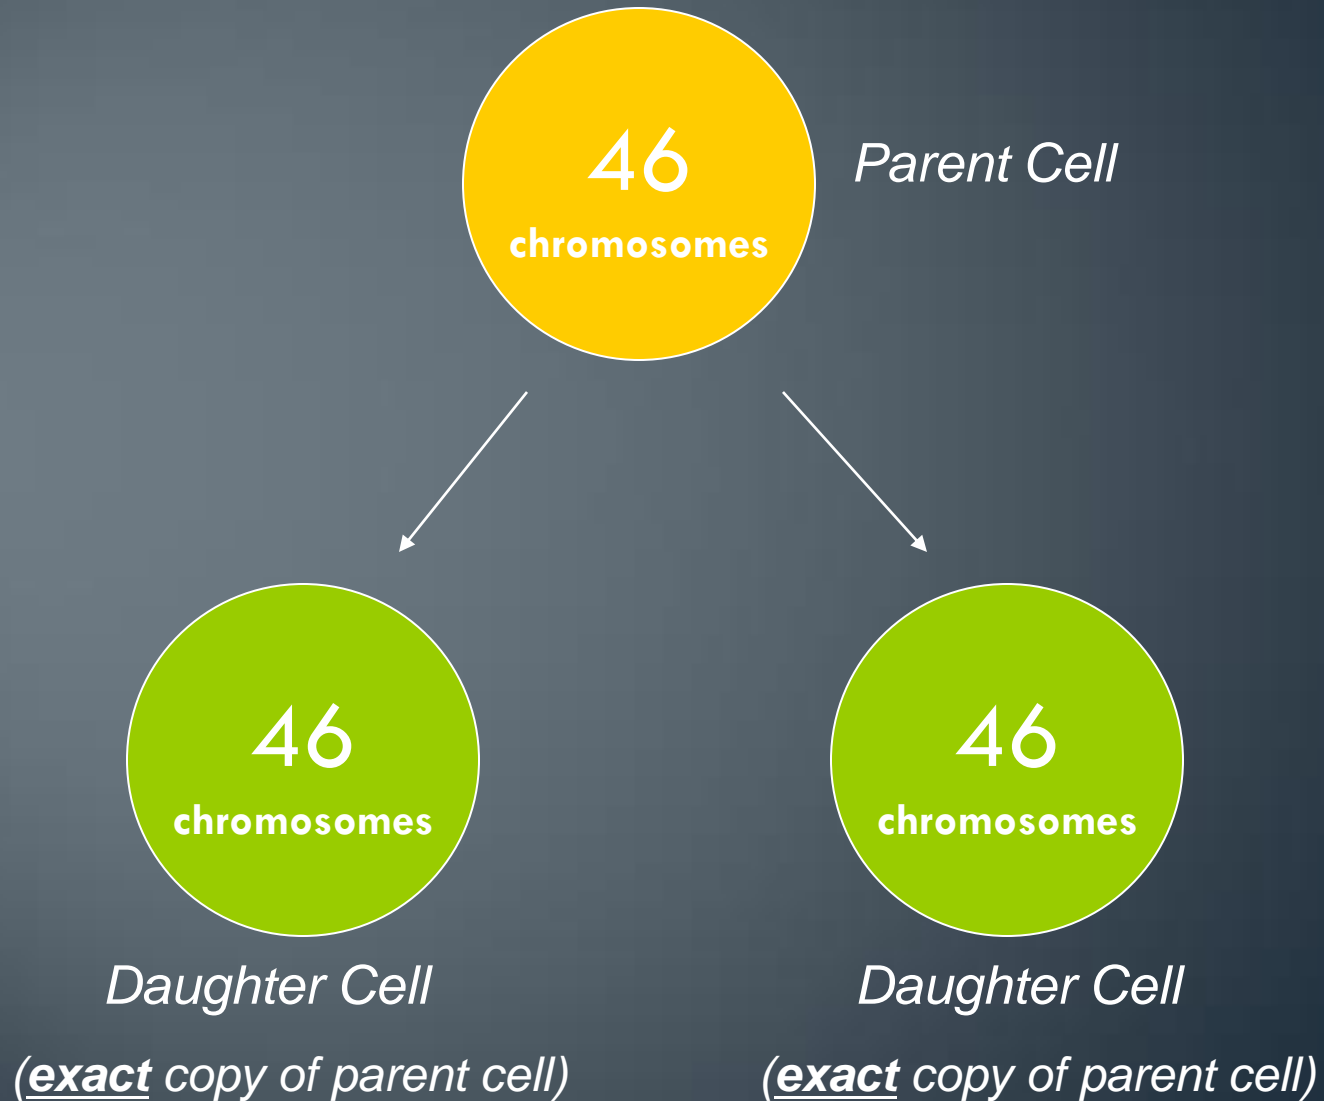 46
chromosomes
Parent Cell
46
chromosomes
46
chromosomes
Daughter Cell
Daughter Cell
(exact copy of parent cell)
(exact copy of parent cell)